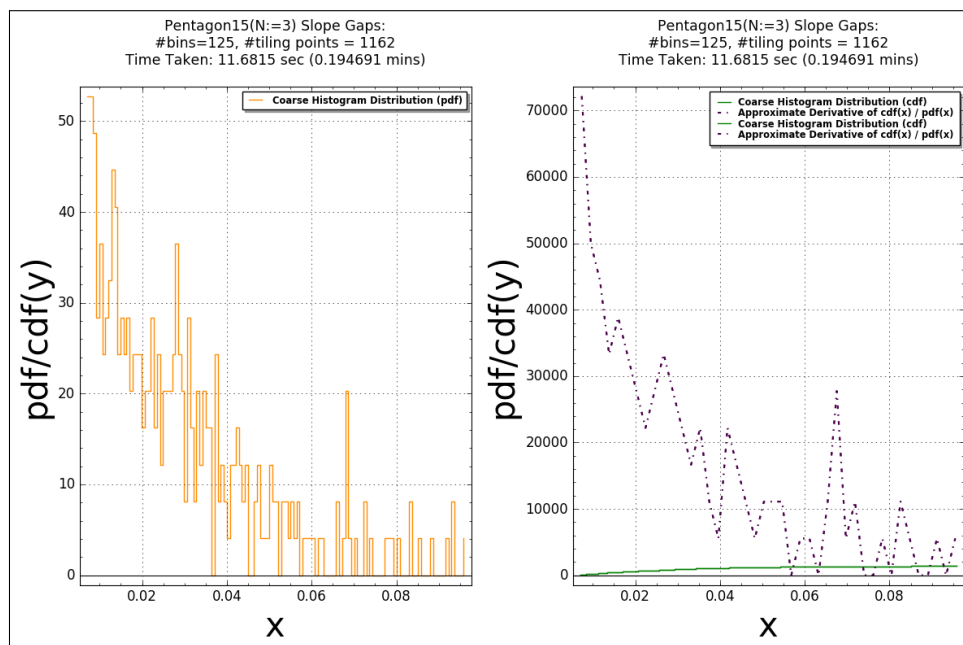 Pentagon15(N:=3) Slope Gaps:
#bins=125, #tiling points = 1162
Time Taken: 11.6815 sec (0.194691 mins)
Coarse Histogram Distribution (pdf)
50
40
30
20
10
0
0.02 0.04 0.06 0.08
pdf/cdf(y)
x
Pentagon15(N:=3) Slope Gaps:
#bins=125, #tiling points = 1162
Time Taken: 11.6815 sec (0.194691 mins)
Coarse Histogram Distribution (cdf)
Approximate Derivative of cdf(x) / pdf(x)
Coarse Histogram Distribution (cdf)
Approximate Derivative of cdf(x) / pdf(x)
70000
60000
50000
40000
30000
20000
10000
0
0.02 0.04 0.06 0.08
pdf/cdf(y)
x